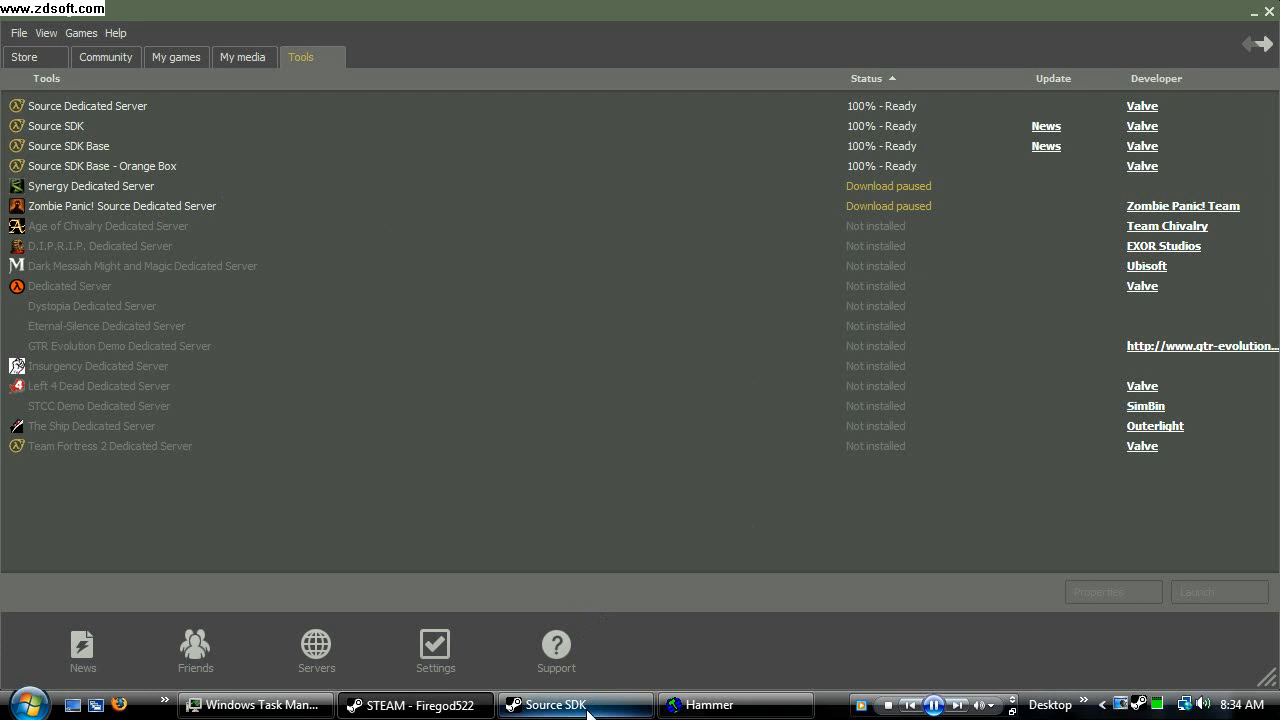 www.zdsoft.com
File View Games Help
Store Community My games My media Tools
Tools Status Update Developer
Source Dedicated Server 100% - Ready Valve
Source SDK 100% - Ready News Valve
Source SDK Base 100% - Ready News Valve
Source SDK Base - Orange Box 100% - Ready Valve
Synergy Dedicated Server Download paused
Zombie Panic! Source Dedicated Server Download paused Zombie Panic! Team
Age of Chivalry Dedicated Server Not installed Team Chivalry
D.I.P.R.I.P. Dedicated Server Not installed EXOR Studios
Dark Messiah Might and Magic Dedicated Server Not installed Ubisoft
Dedicated Server Not installed Valve
Dystopia Dedicated Server Not installed
Eternal-Silence Dedicated Server Not installed
GTR Evolution Demo Dedicated Server Not installed http://www.gtr-evolution...
Insurgency Dedicated Server Not installed
Left 4 Dead Dedicated Server Not installed Valve
STCC Demo Dedicated Server Not installed SimBin
The Ship Dedicated Server Not installed Outerlight
Team Fortress 2 Dedicated Server Not installed Valve
Properties Launch
News Friends Servers Settings Support
Windows Task Man... STEAM - Firegod522 Source SDK Hammer Desktop 8:34 AM